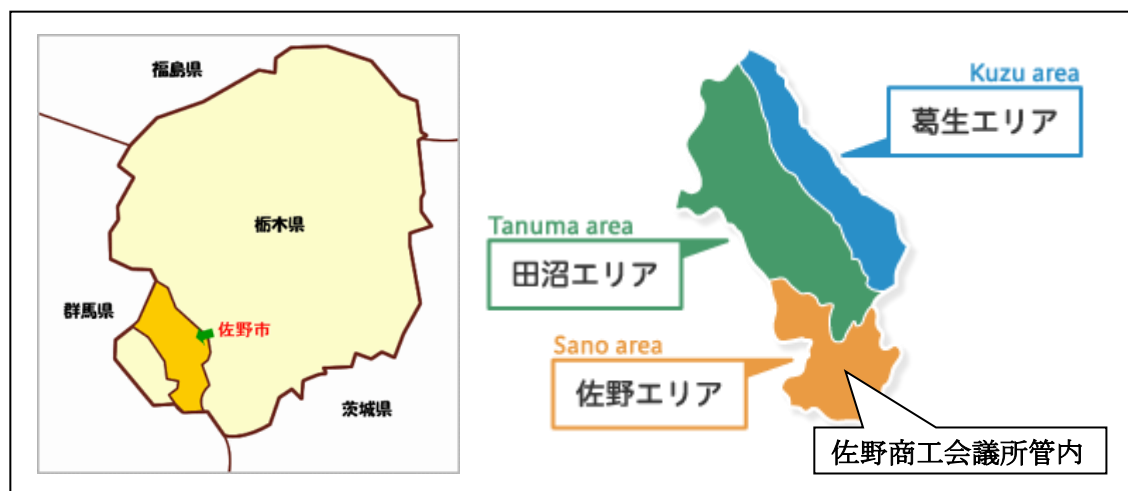 福島県
栃木県
群馬県
佐野市
茨城県
Kuzu area
葛生エリア
Tanuma area
田沼エリア
Sano area
佐野エリア
佐野商工会議所管内